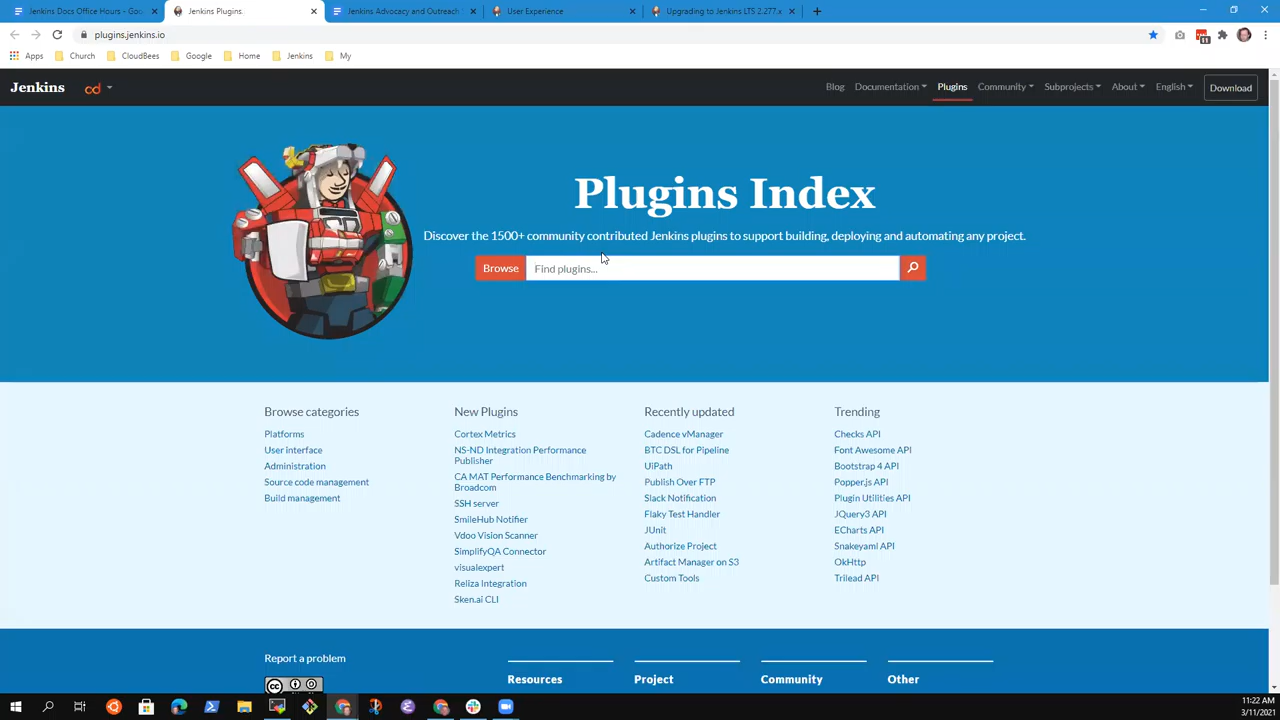 Jenkins Docs Office Hours - Goo
Jenkins Plugins
Jenkins Advocacy and Outreach
User Experience
Upgrading to Jenkins LTS 2.277.x
plugins.jenkins.io
11
Apps
Church
CloudBees
Google
Home
Jenkins
My
Jenkins
cd
Blog
Documentation
Plugins
Community
Subprojects
About
English
Download
Plugins Index
Discover the 1500+ community contributed Jenkins plugins to support building, deploying and automating any project.
Browse
Find plugins...
Browse categories
Platforms
User interface
Administration
Source code management
Build management
New Plugins
Cortex Metrics
NS-ND Integration Performance
Publisher
CA MAT Performance Benchmarking by
Broadcom
SSH server
SmileHub Notifier
Vdoo Vision Scanner
SimplifyQA Connector
visualexpert
Reliza Integration
Sken.ai CLI
Recently updated
Cadence vManager
BTC DSL for Pipeline
UiPath
Publish Over FTP
Slack Notification
Flaky Test Handler
JUnit
Authorize Project
Artifact Manager on S3
Custom Tools
Trending
Checks API
Font Awesome API
Bootstrap 4 API
Popper.js API
Plugin Utilities API
JQuery3 API
ECharts API
Snakeyaml API
OkHttp
Trilead API
Report a problem
cc
Resources
Project
Community
Other
11:22 AM
3/11/2021